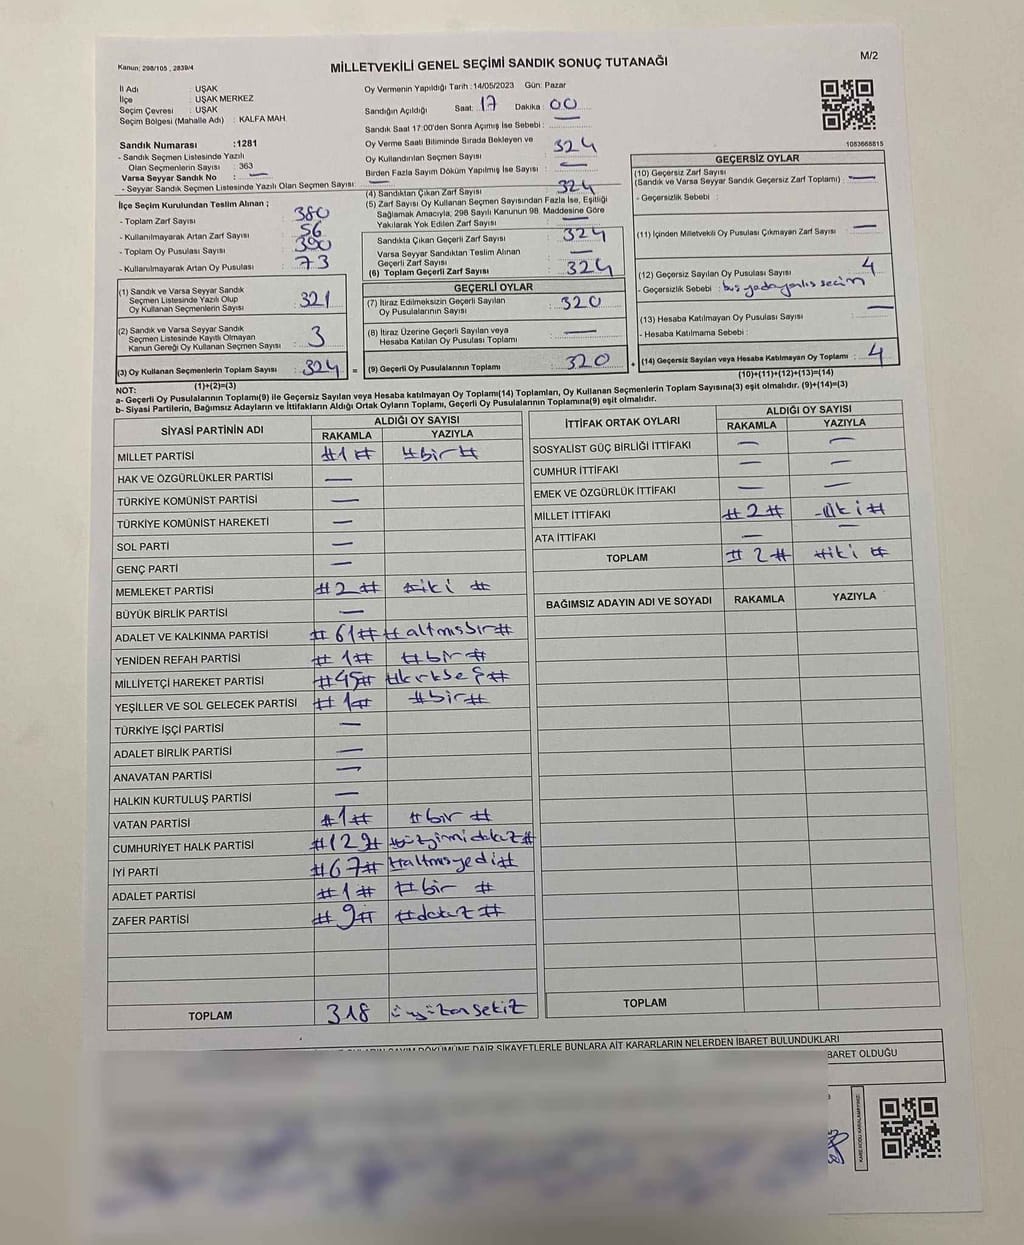 Kanun; 298/105 , 2839/4
MİLLETVEKİLİ GENEL SEÇİMİ SANDIK SONUÇ TUTANAĞI
M/2
İl Adı : UŞAK
İlçe : UŞAK MERKEZ
Seçim Çevresi : UŞAK
Seçim Bölgesi (Mahalle Adı) : KALFA MAH.
Sandık Numarası :1281
- Sandık Seçmen Listesinde Yazılı
Olan Seçmenlerin Sayısı : 363
Varsa Seyyar Sandık No : —
- Seyyar Sandık Seçmen Listesinde Yazılı Olan Seçmen Sayısı: —
İlçe Seçim Kurulundan Teslim Alınan ;
- Toplam Zarf Sayısı : 380
- Kullanılmayarak Artan Zarf Sayısı : 56
- Toplam Oy Pusulası Sayısı :
- Kullanılmayarak Artan Oy Pusulası : 73
(1) Sandık ve Varsa Seyyar Sandık
Seçmen Listesinde Yazılı Olup
Oy Kullanan Seçmenlerin Sayısı : 321
(2) Sandık ve Varsa Seyyar Sandık
Seçmen Listesinde Kayıtlı Olmayan
Kanun Gereği Oy Kullanan Seçmen Sayısı : 3
(3) Oy Kullanan Seçmenlerin Toplam Sayısı : 324 =
(1)+(2)=(3)
Oy Vermenin Yapıldığı Tarih :14/05/2023 Gün: Pazar
Sandığın Açıldığı Saat: 17 Dakika : 00
Sandık Saat 17:00'den Sonra Açımış İse Sebebi : —
Oy Verme Saati Bitiminde Sırada Bekleyen ve
Oy Kullandırılan Seçmen Sayısı : 324
Birden Fazla Sayım Döküm Yapılmış İse Sayısı : —
(4) Sandıktan Çıkan Zarf Sayısı : 324
(5) Zarf Sayısı Oy Kullanan Seçmen Sayısından Fazla İse, Eşitliği
Sağlamak Amacıyla, 298 Sayılı Kanunun 98. Maddesine Göre
Yakılarak Yok Edilen Zarf Sayısı : —
Sandıkta Çıkan Geçerli Zarf Sayısı : 324
Varsa Seyyar Sandıktan Teslim Alınan
Geçerli Zarf Sayısı : —
(6) Toplam Geçerli Zarf Sayısı : 324
GEÇERLİ OYLAR
(7) İtiraz Edilmeksizin Geçerli Sayılan
Oy Pusulalarının Sayısı : 320
(8) İtiraz Üzerine Geçerli Sayılan veya
Hesaba Katılan Oy Pusulası Toplamı : —
(9) Geçerli Oy Pusulalarının Toplamı : 320 +
1083668815
GEÇERSİZ OYLAR
(10) Geçersiz Zarf Sayısı
(Sandık ve Varsa Seyyar Sandık Geçersiz Zarf Toplamı) : —
- Geçersizlik Sebebi :
(11) İçinden Milletvekili Oy Pusulası Çıkmayan Zarf Sayısı : —
(12) Geçersiz Sayılan Oy Pusulası Sayısı : 4
- Geçersizlik Sebebi : boş yadayanlış seçim
(13) Hesaba Katılmayan Oy Pusulası Sayısı : —
- Hesaba Katılmama Sebebi :
(14) Geçersiz Sayılan veya Hesaba Katılmayan Oy Toplamı : 4
(10)+(11)+(12)+(13)=(14)
NOT:
a- Geçerli Oy Pusulalarının Toplamı(9) ile Geçersiz Sayılan veya Hesaba katılmayan Oy Toplamı(14) Toplamları, Oy Kullanan Seçmenlerin Toplam Sayısına(3) eşit olmalıdır. (9)+(14)=(3)
b- Siyasi Partilerin, Bağımsız Adayların ve İttifakların Aldığı Ortak Oyların Toplamı, Geçerli Oy Pusulalarının Toplamına(9) eşit olmalıdır.
SİYASİ PARTİNİN ADI ALDIĞI OY SAYISI
RAKAMLA YAZIYLA
MİLLET PARTİSİ #1# #bir#
HAK VE ÖZGÜRLÜKLER PARTİSİ —
TÜRKİYE KOMÜNİST PARTİSİ —
TÜRKİYE KOMÜNİST HAREKETİ —
SOL PARTİ —
GENÇ PARTİ —
MEMLEKET PARTİSİ #2# #iki #
BÜYÜK BİRLİK PARTİSİ —
ADALET VE KALKINMA PARTİSİ #61# #altmışbir#
YENİDEN REFAH PARTİSİ #1# #bir#
MİLLİYETÇİ HAREKET PARTİSİ #45#
YEŞİLLER VE SOL GELECEK PARTİSİ #1# #bir#
TÜRKİYE İŞÇİ PARTİSİ —
ADALET BİRLİK PARTİSİ —
ANAVATAN PARTİSİ —
HALKIN KURTULUŞ PARTİSİ —
VATAN PARTİSİ #1# #bir #
CUMHURİYET HALK PARTİSİ #129#
İYİ PARTİ #67# #altmışyedi#
ADALET PARTİSİ #1# #bir #
ZAFER PARTİSİ #9# #dokuz#
TOPLAM 318 üçyüzonsekiz
İTTİFAK ORTAK OYLARI ALDIĞI OY SAYISI
RAKAMLA YAZIYLA
SOSYALİST GÜÇ BİRLİĞİ İTTİFAKI — —
CUMHUR İTTİFAKI — —
EMEK VE ÖZGÜRLÜK İTTİFAKI — —
MİLLET İTTİFAKI #2# #iki#
ATA İTTİFAKI — —
TOPLAM #2# #iki #
BAĞIMSIZ ADAYIN ADI VE SOYADI RAKAMLA YAZIYLA
TOPLAM
DÖKÜMÜNE DAİR ŞİKAYETLERLE BUNLARA AİT KARARLARIN NELERDEN İBARET BULUNDUKLARI
BARET OLDUĞU